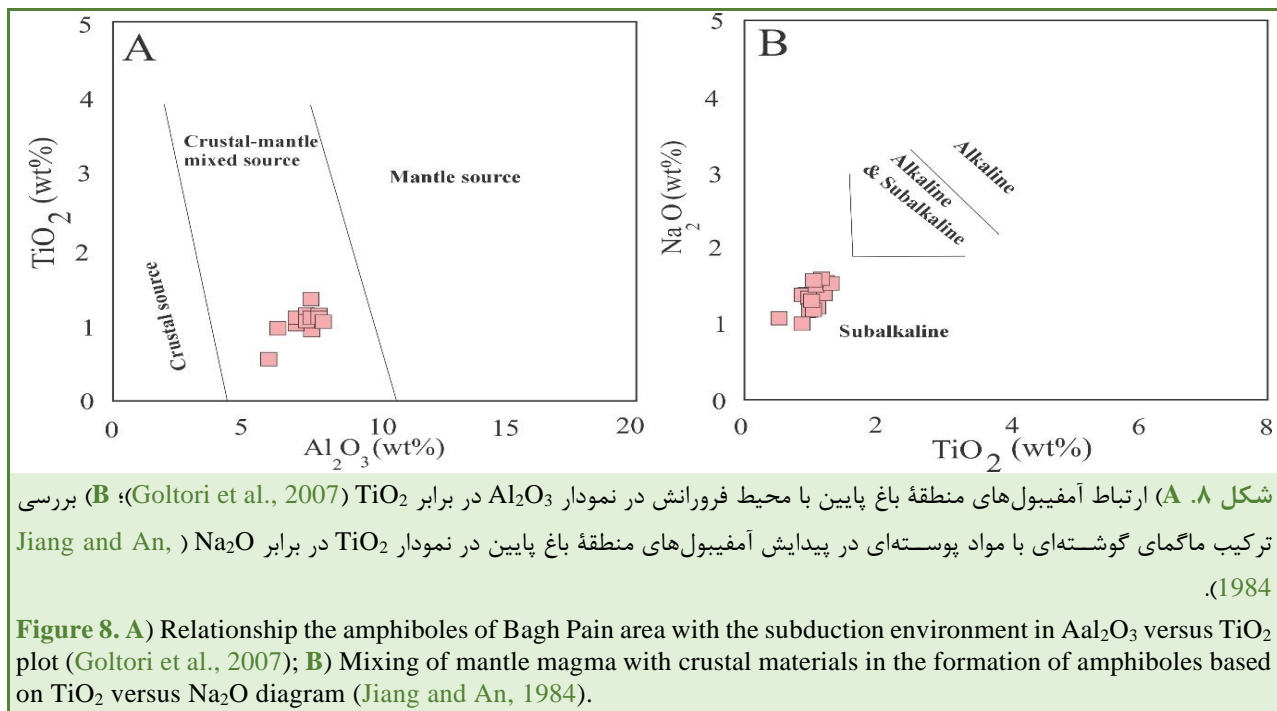 A
TiO2 (wt%)
5
4
3
2
1
0
Crustal source
Crustal-mantle
mixed source
Mantle source
0 5 10 15 20
Al2O3 (wt%)
B
Na2O (wt%)
5
4
3
2
1
0
Alkaline
& Subalkaline
Alkaline
Subalkaline
0 2 4 6 8
TiO2 (wt%)
شکل ۸. A) ارتباط آمفیبول‌های منطقۀ باغ پایین با محیط فرورانش در نمودار Al2O3 در برابر TiO2 (Goltori et al., 2007)؛ B) بررسی
ترکیب ماگمای گوشته‌ای با مواد پوسته‌ای در پیدایش آمفیبول‌های منطقۀ باغ پایین در نمودار TiO2 در برابر Na2O (Jiang and An,
1984).
Figure 8. A) Relationship the amphiboles of Bagh Pain area with the subduction environment in Aal2O3 versus TiO2
plot (Goltori et al., 2007); B) Mixing of mantle magma with crustal materials in the formation of amphiboles based
on TiO2 versus Na2O diagram (Jiang and An, 1984).